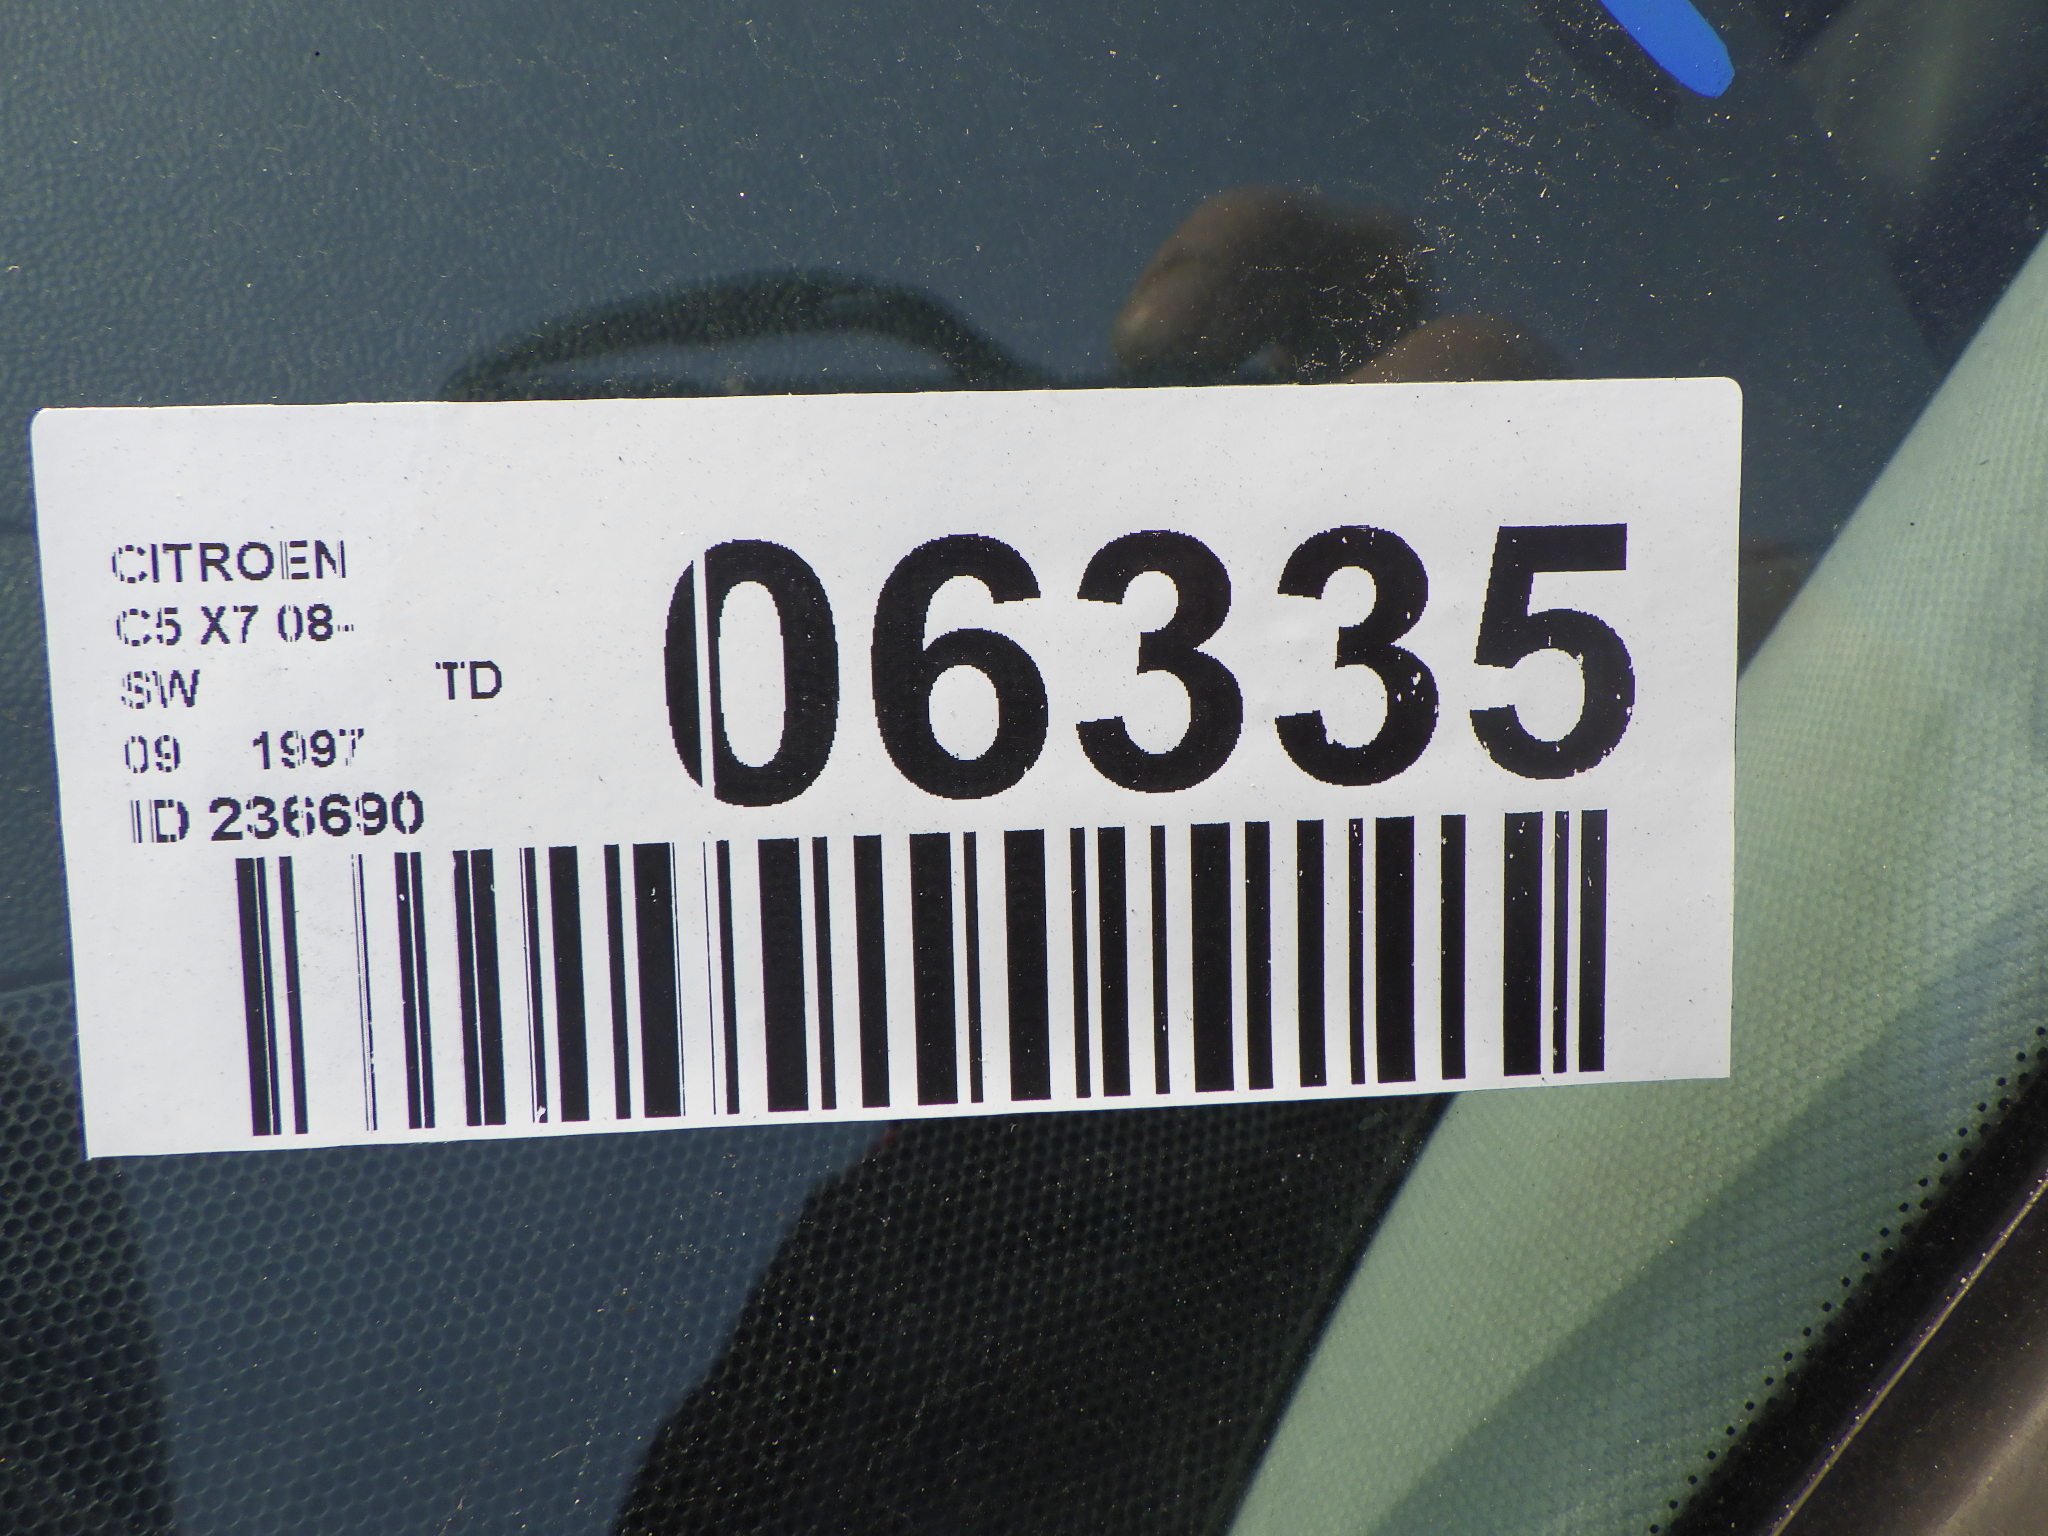 CITROEN
C5 X7 08-
SW TD
09 1997
ID 236690
06335